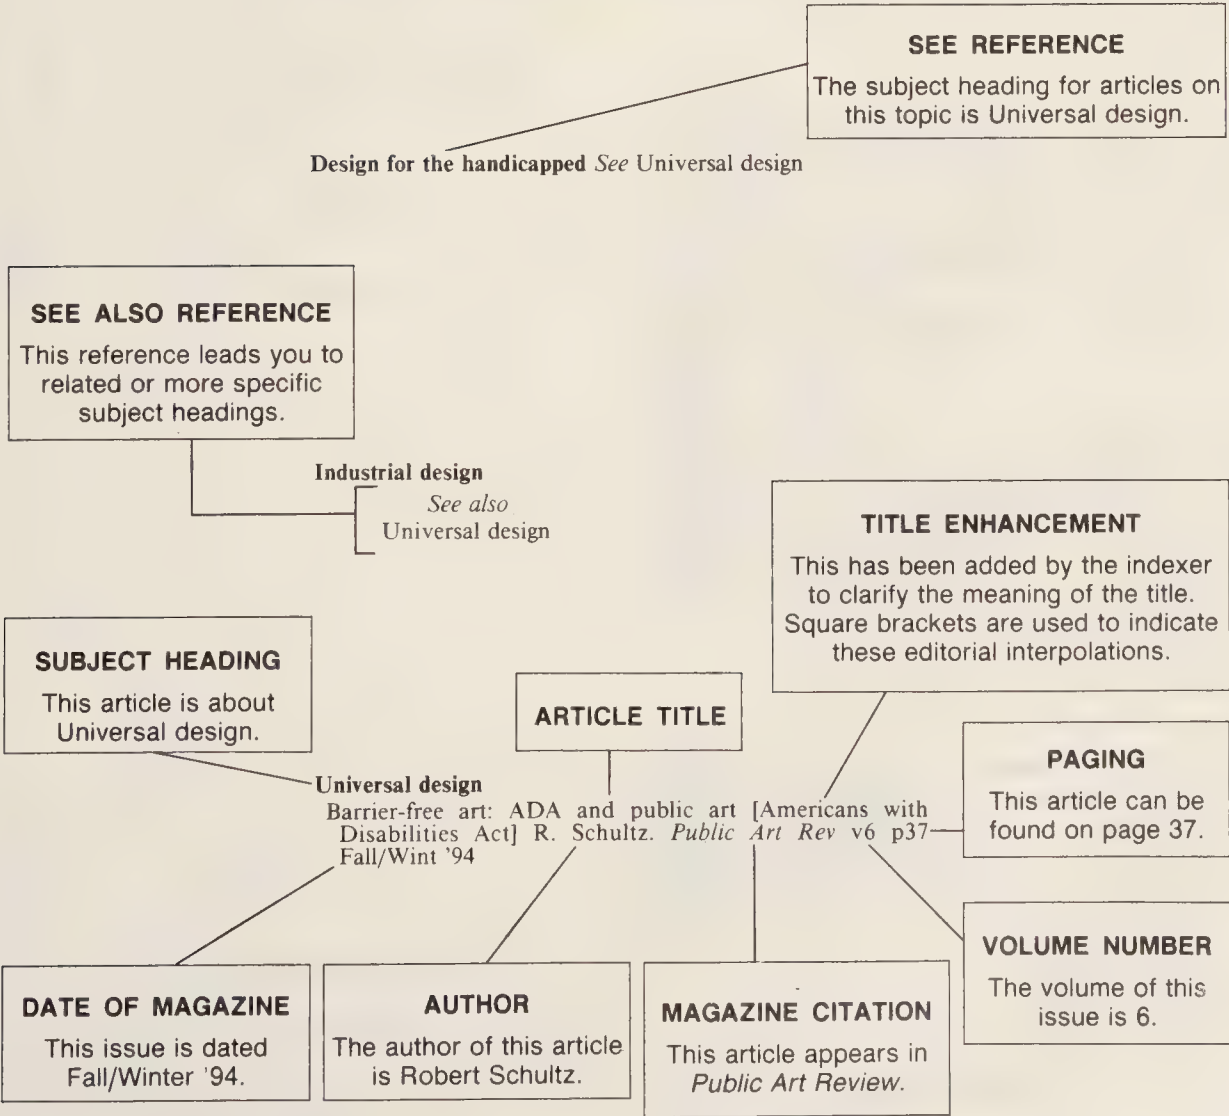 SEE REFERENCE
The subject heading for articles on
this topic is Universal design.
Design for the handicapped See Universal design
SEE ALSO REFERENCE
This reference leads you to
related or more specific
subject headings.
Industrial design
See also
Universal design
TITLE ENHANCEMENT
This has been added by the indexer
to clarify the meaning of the title.
Square brackets are used to indicate
these editorial interpolations.
SUBJECT HEADING
This article is about
Universal design.
ARTICLE TITLE
PAGING
This article can be
found on page 37.
Universal design
Barrier-free art: ADA and public art [Americans with
Disabilities Act] R. Schultz. Public Art Rev v6 p37
Fall/Wint '94
VOLUME NUMBER
The volume of this
issue is 6.
DATE OF MAGAZINE
This issue is dated
Fall/Winter '94.
AUTHOR
The author of this article
is Robert Schultz.
MAGAZINE CITATION
This article appears in
Public Art Review.